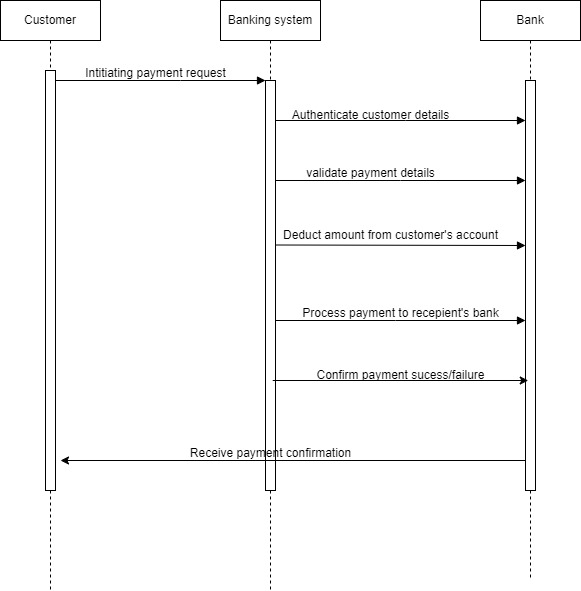 Customer
Banking system
Bank
Intitiating payment request
Authenticate customer details
validate payment details
Deduct amount from customer's account
Process payment to recepient's bank
Confirm payment sucess/failure
Receive payment confirmation